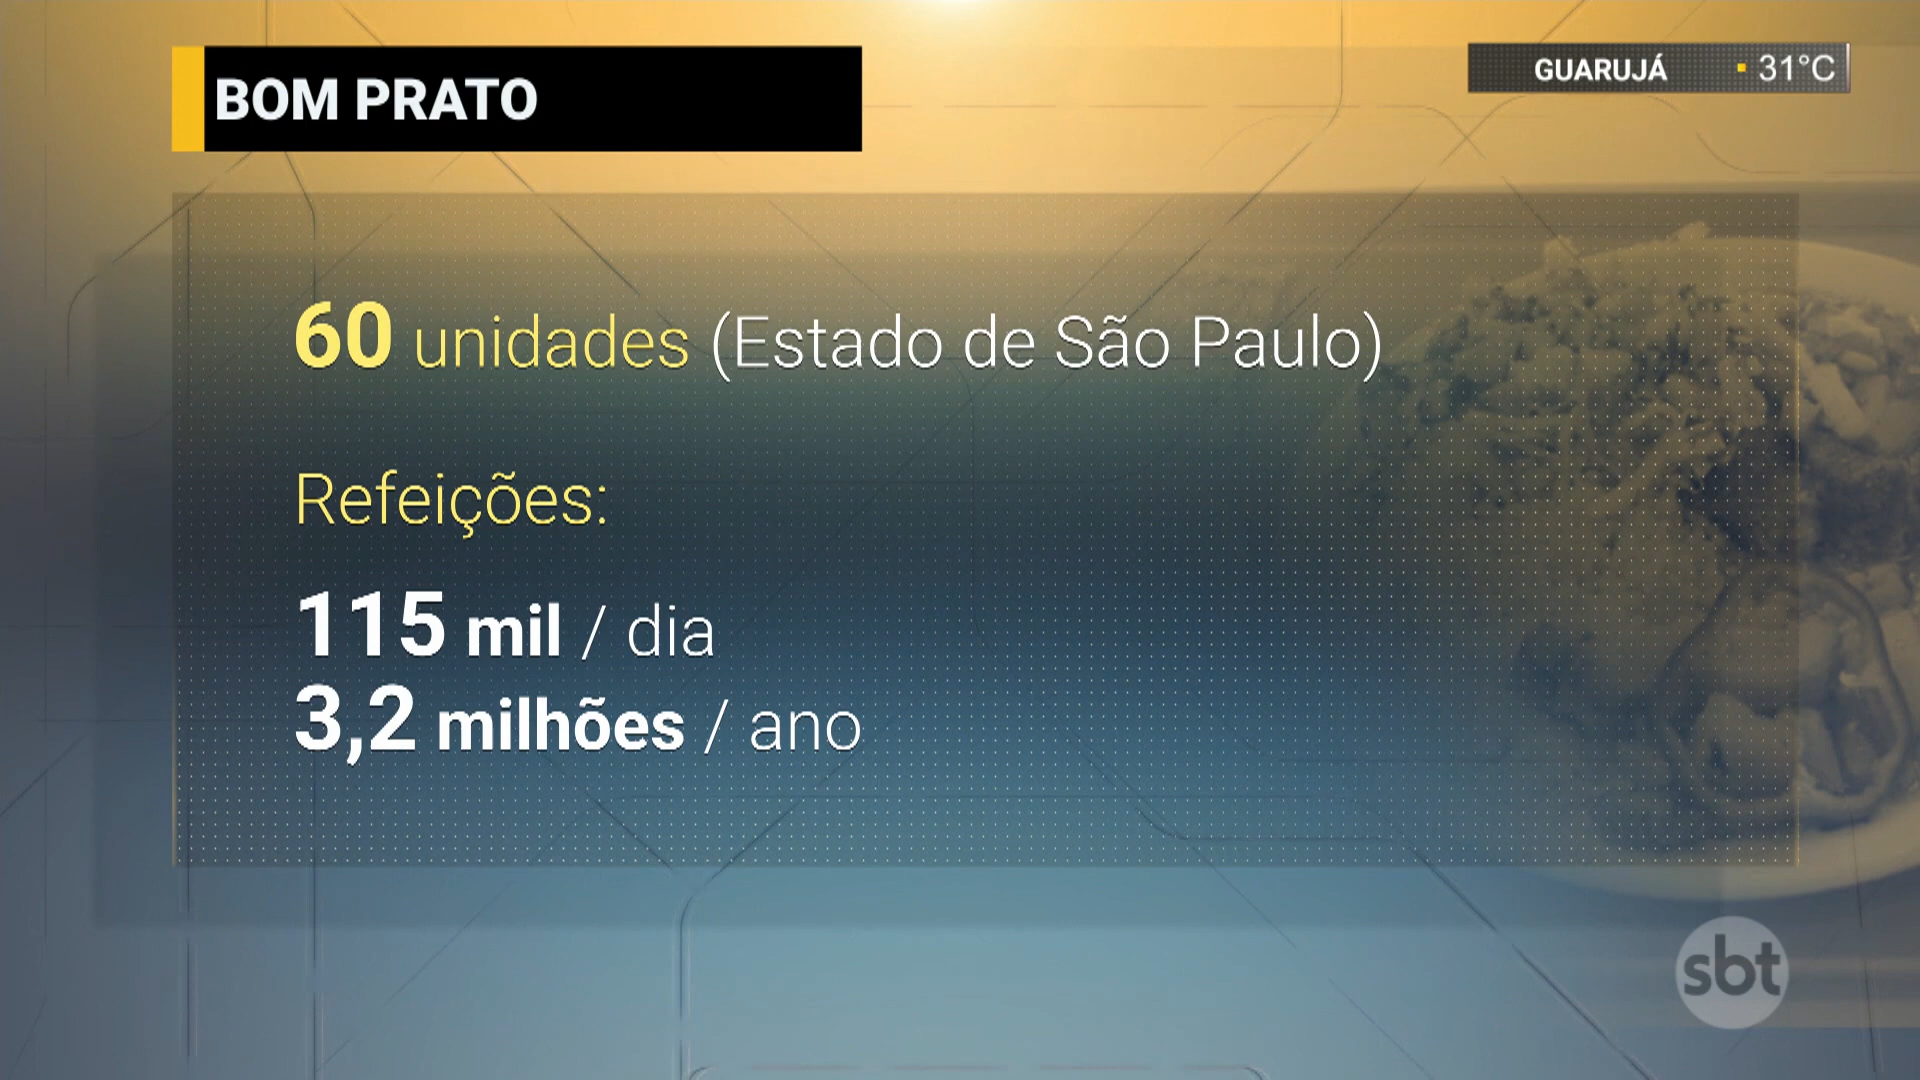 BOM PRATO
GUARUJÁ 31°C
60 unidades (Estado de São Paulo)
Refeições:
115 mil / dia
3,2 milhões / ano
sbt